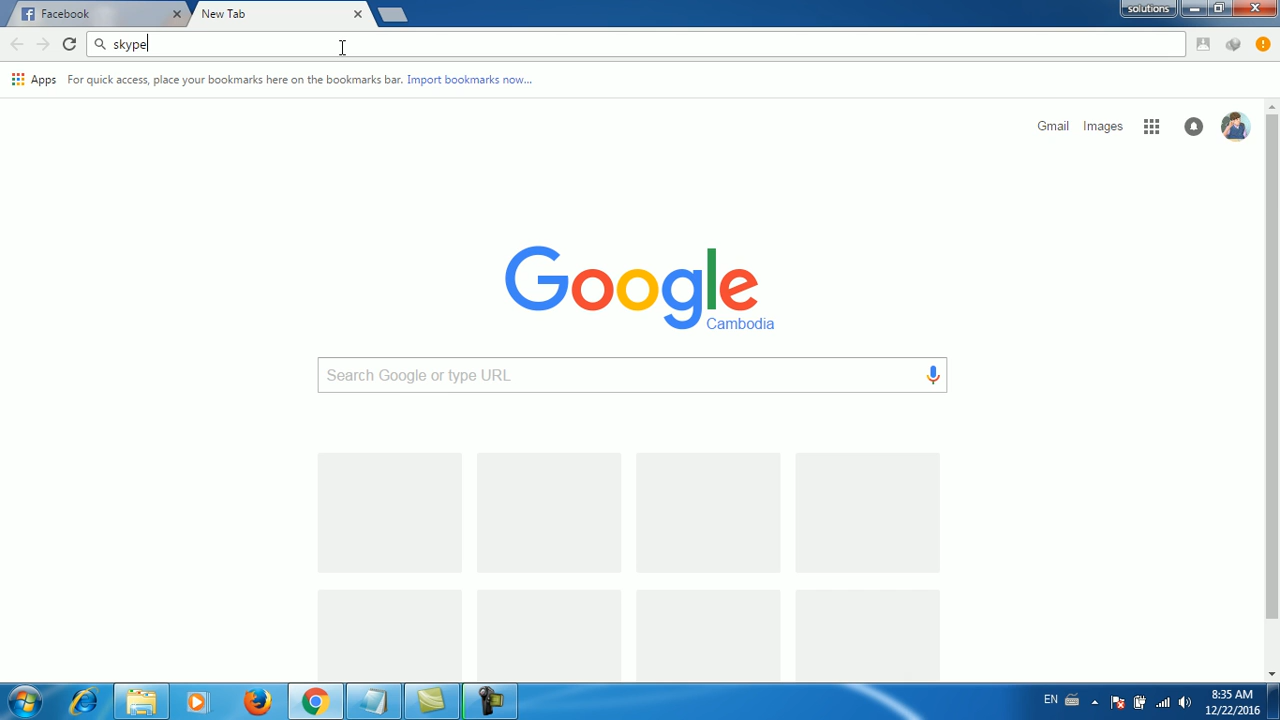 Facebook
New Tab
solutions
skype
Apps For quick access, place your bookmarks here on the bookmarks bar. Import bookmarks now...
Gmail Images
Google
Cambodia
Search Google or type URL
EN
8:35 AM
12/22/2016